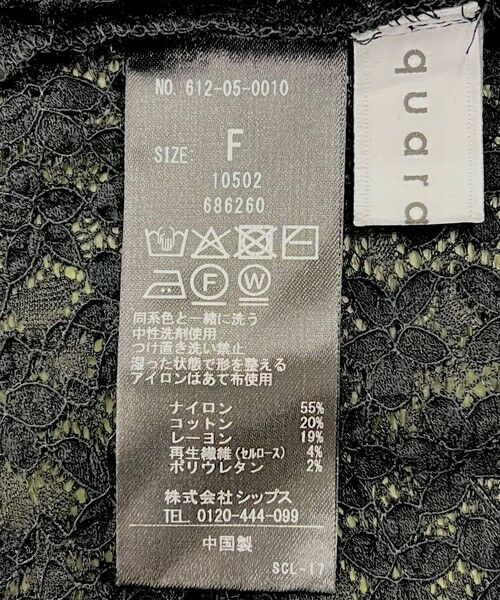 NO. 612-05-0010
SIZE: F
10502
686260
F W
同系色と一緒に洗う
中性洗剤使用
つけ置き洗い禁止
湿った状態で形を整える
アイロンはあて布使用
ナイロン 55%
コットン 20%
レーヨン 19%
再生繊維(セルロース) 4%
ポリウレタン 2%
株式会社シップス
TEL. 0120-444-099
中国製
SCL-17
quara